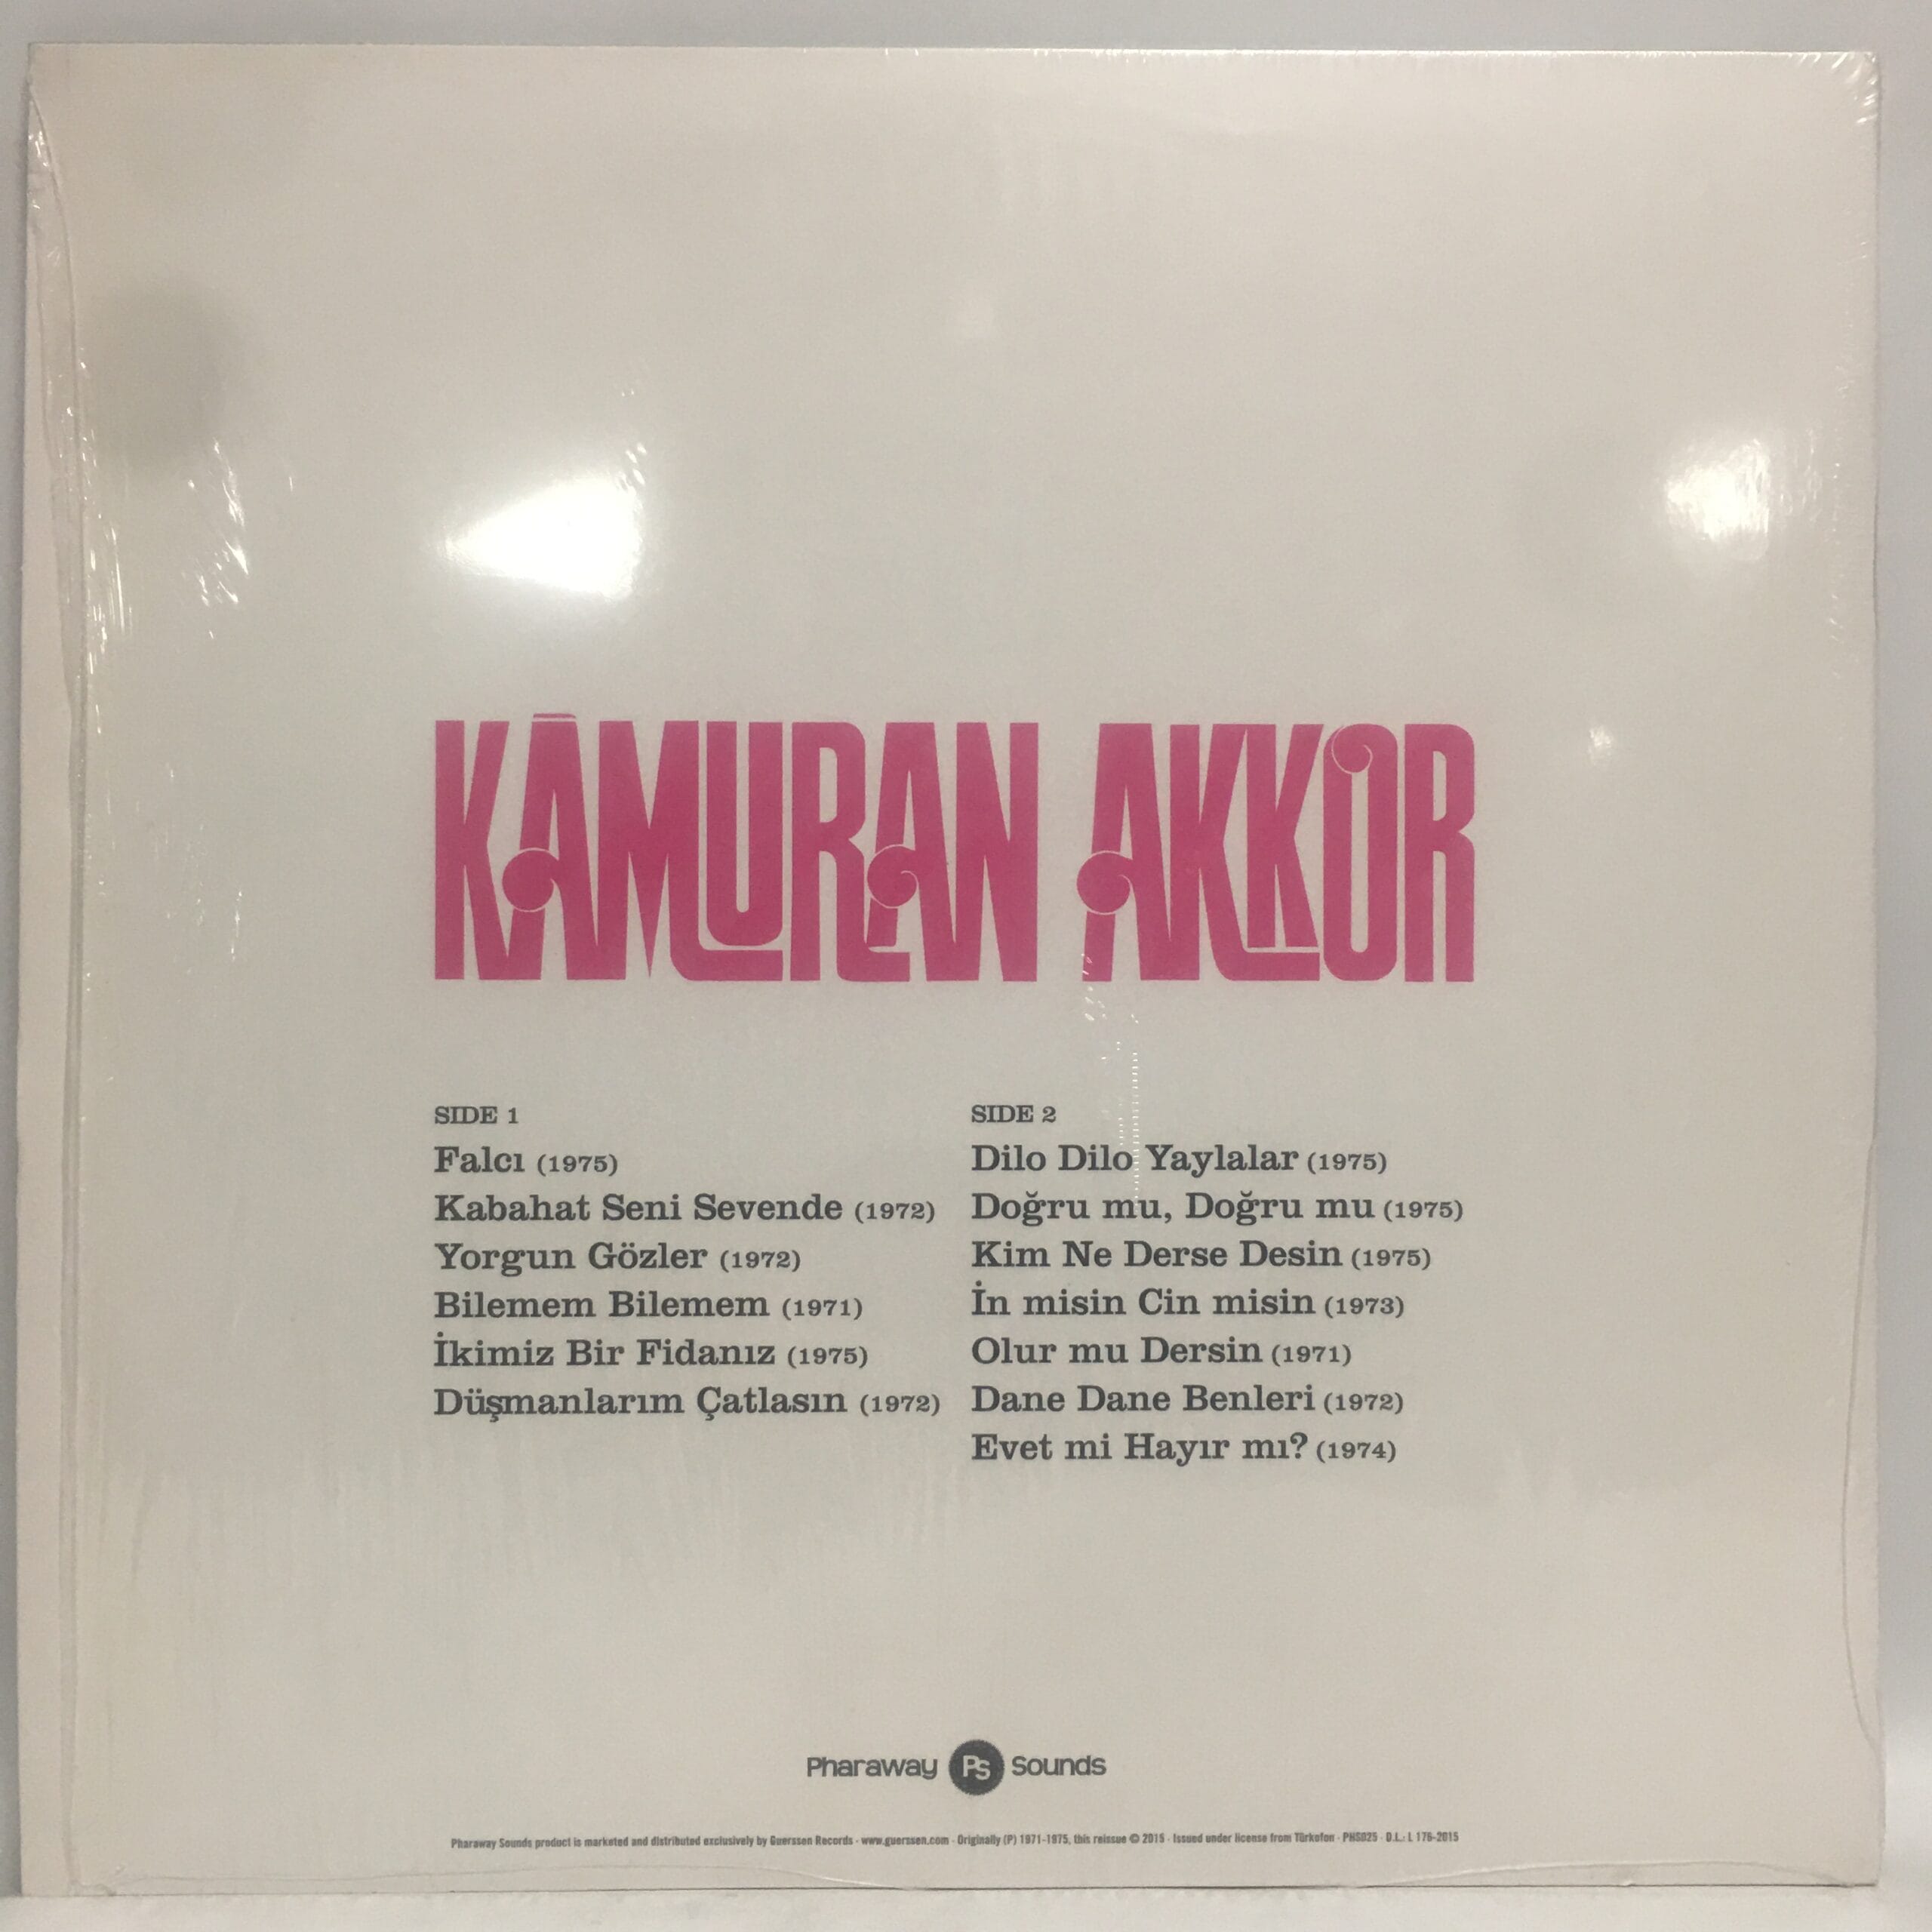 KÂMURAN AKKOR
SIDE 1
Falcı (1975)
Kabahat Seni Sevende (1972)
Yorgun Gözler (1972)
Bilemem Bilemem (1971)
İkimiz Bir Fidanız (1975)
Düşmanlarım Çatlasın (1972)
SIDE 2
Dilo Dilo Yaylalar (1975)
Doğru mu, Doğru mu (1975)
Kim Ne Derse Desin (1975)
İn misin Cin misin (1973)
Olur mu Dersin (1971)
Dane Dane Benleri (1972)
Evet mi Hayır mı? (1974)
Pharaway PS Sounds
Pharaway Sounds product is marketed and distributed exclusively by Guerssen Records · www.guerssen.com · Originally (P) 1971-1975, this reissue © 2015 · Issued under license from Türkofon · PHS025 · D.L.: L 176-2015